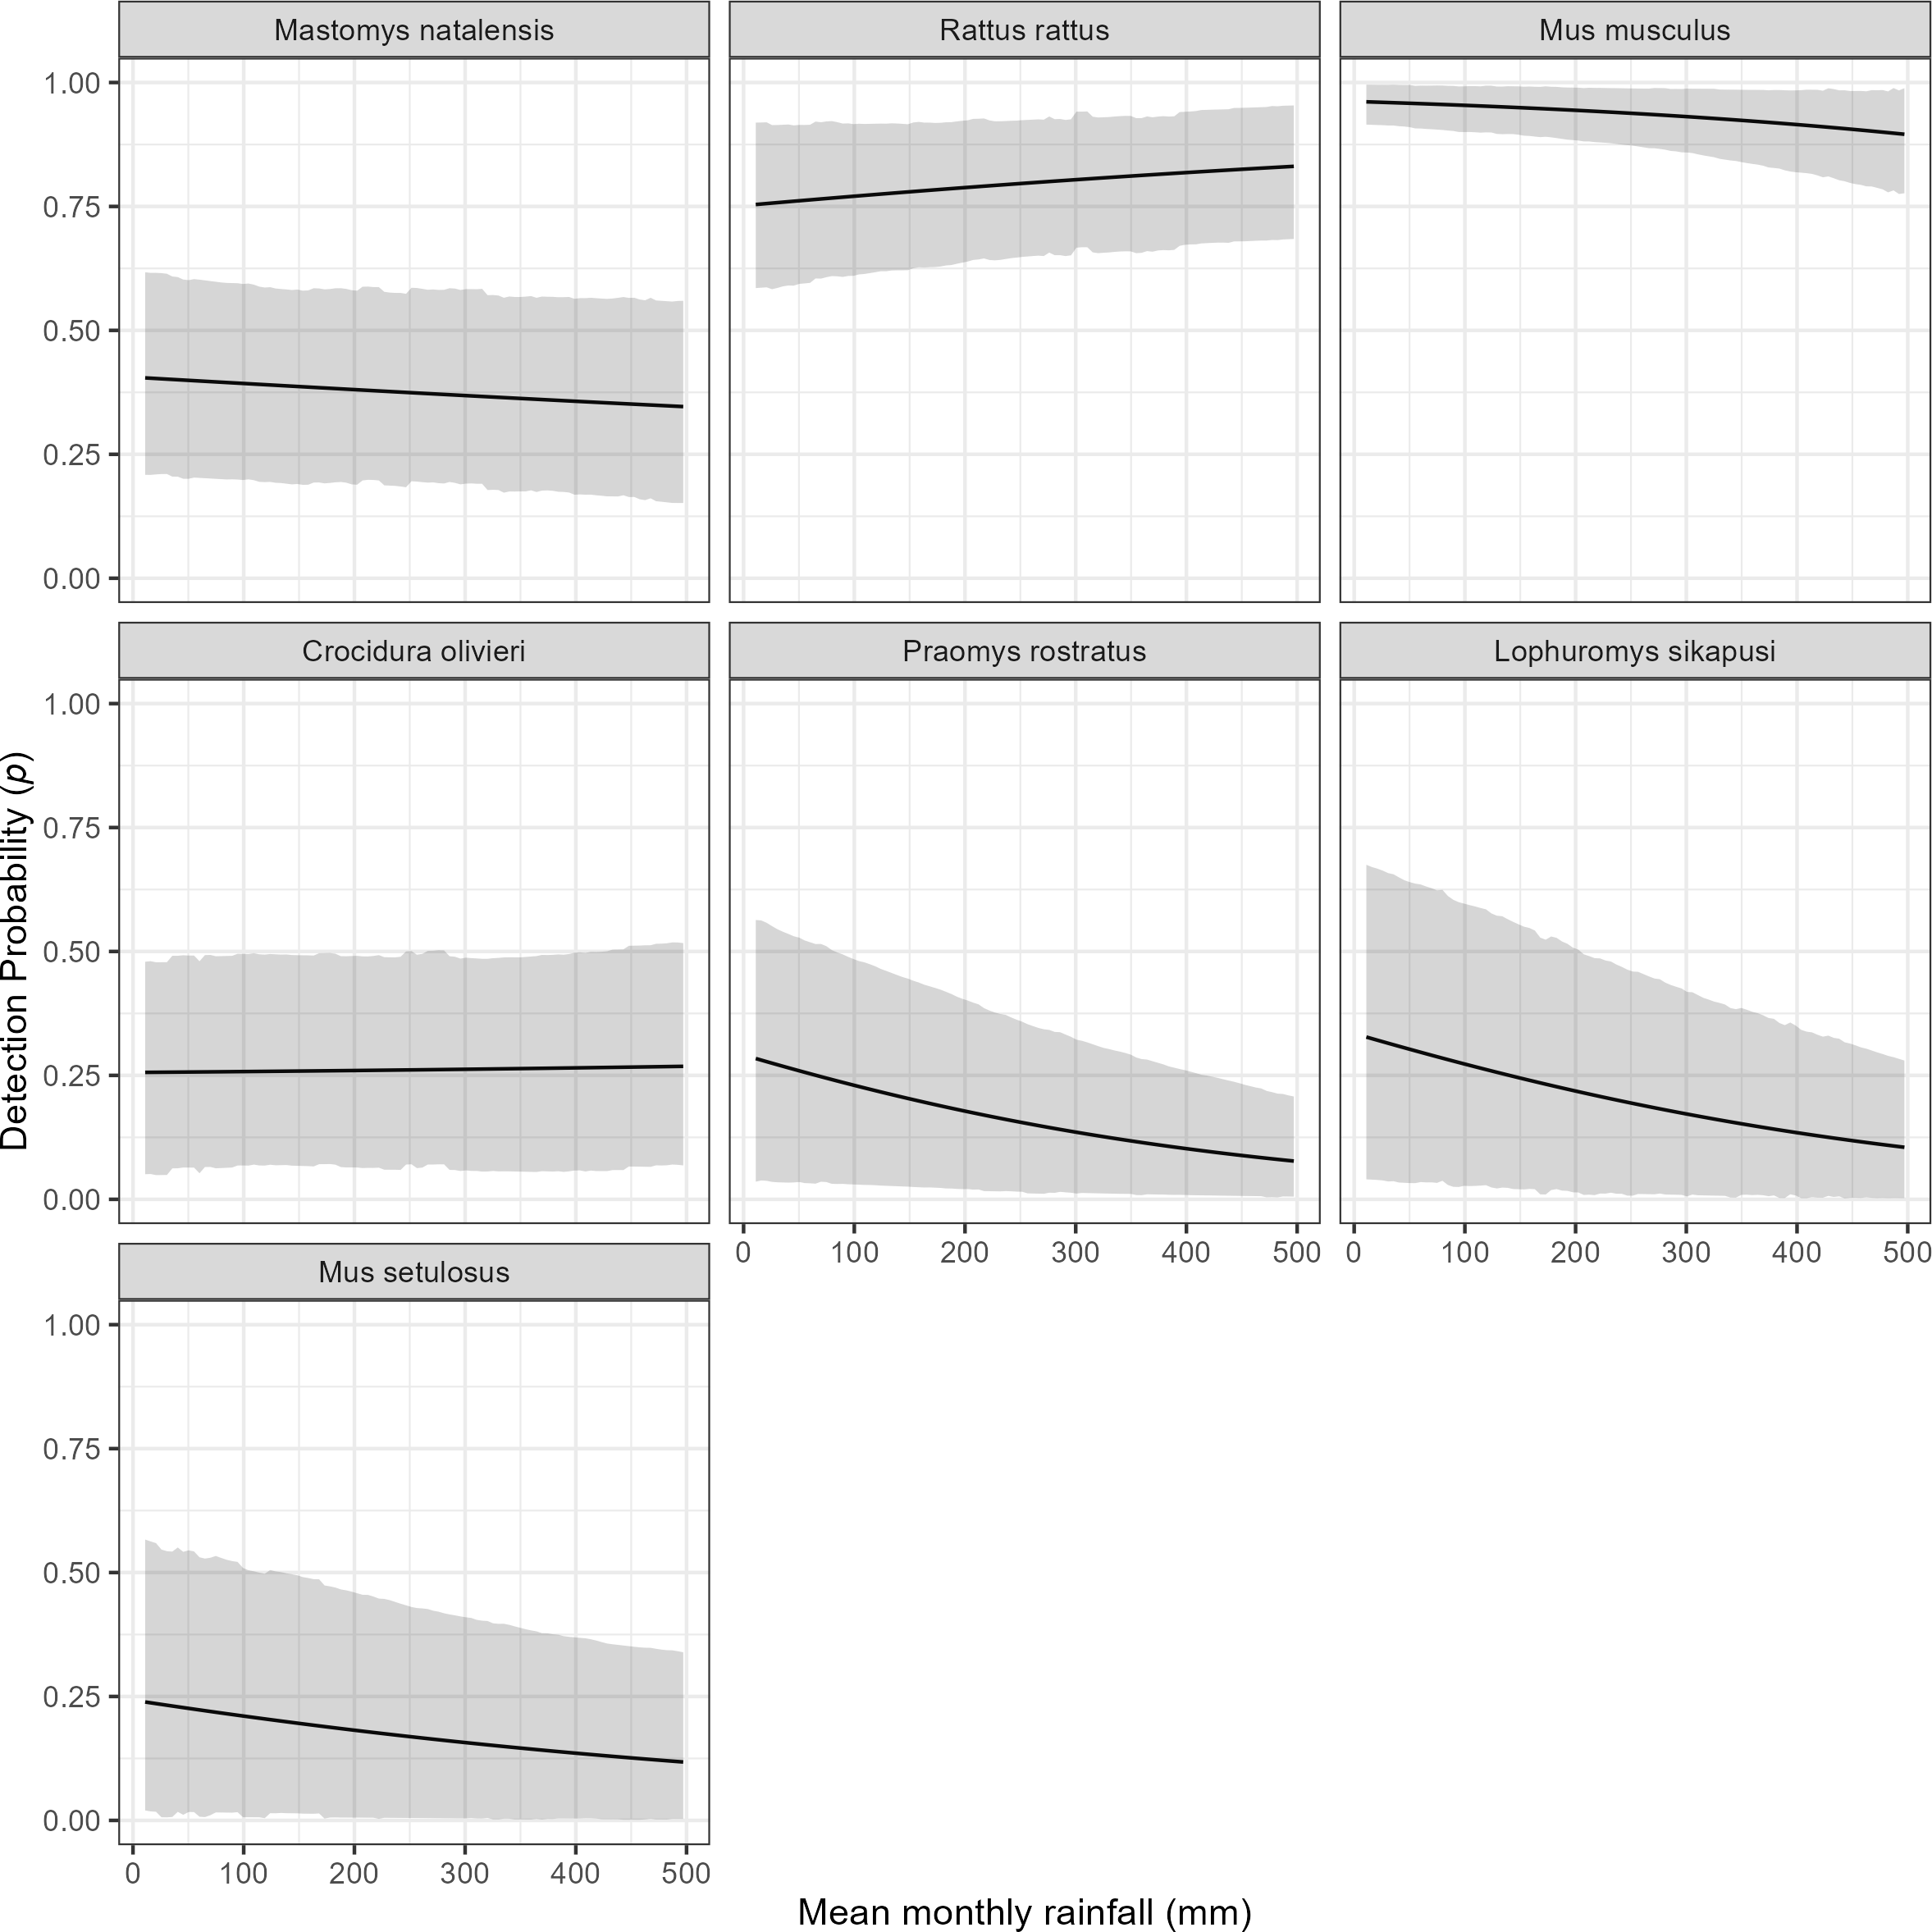 Mastomys natalensis
Rattus rattus
Mus musculus
1.00
0.75
0.50
0.25
0.00
Crocidura olivieri
Praomys rostratus
Lophuromys sikapusi
1.00
0.75
0.50
0.25
0.00
0 100 200 300 400 500
0 100 200 300 400 500
Mus setulosus
1.00
0.75
0.50
0.25
0.00
0 100 200 300 400 500
Detection Probability (p)
Mean monthly rainfall (mm)